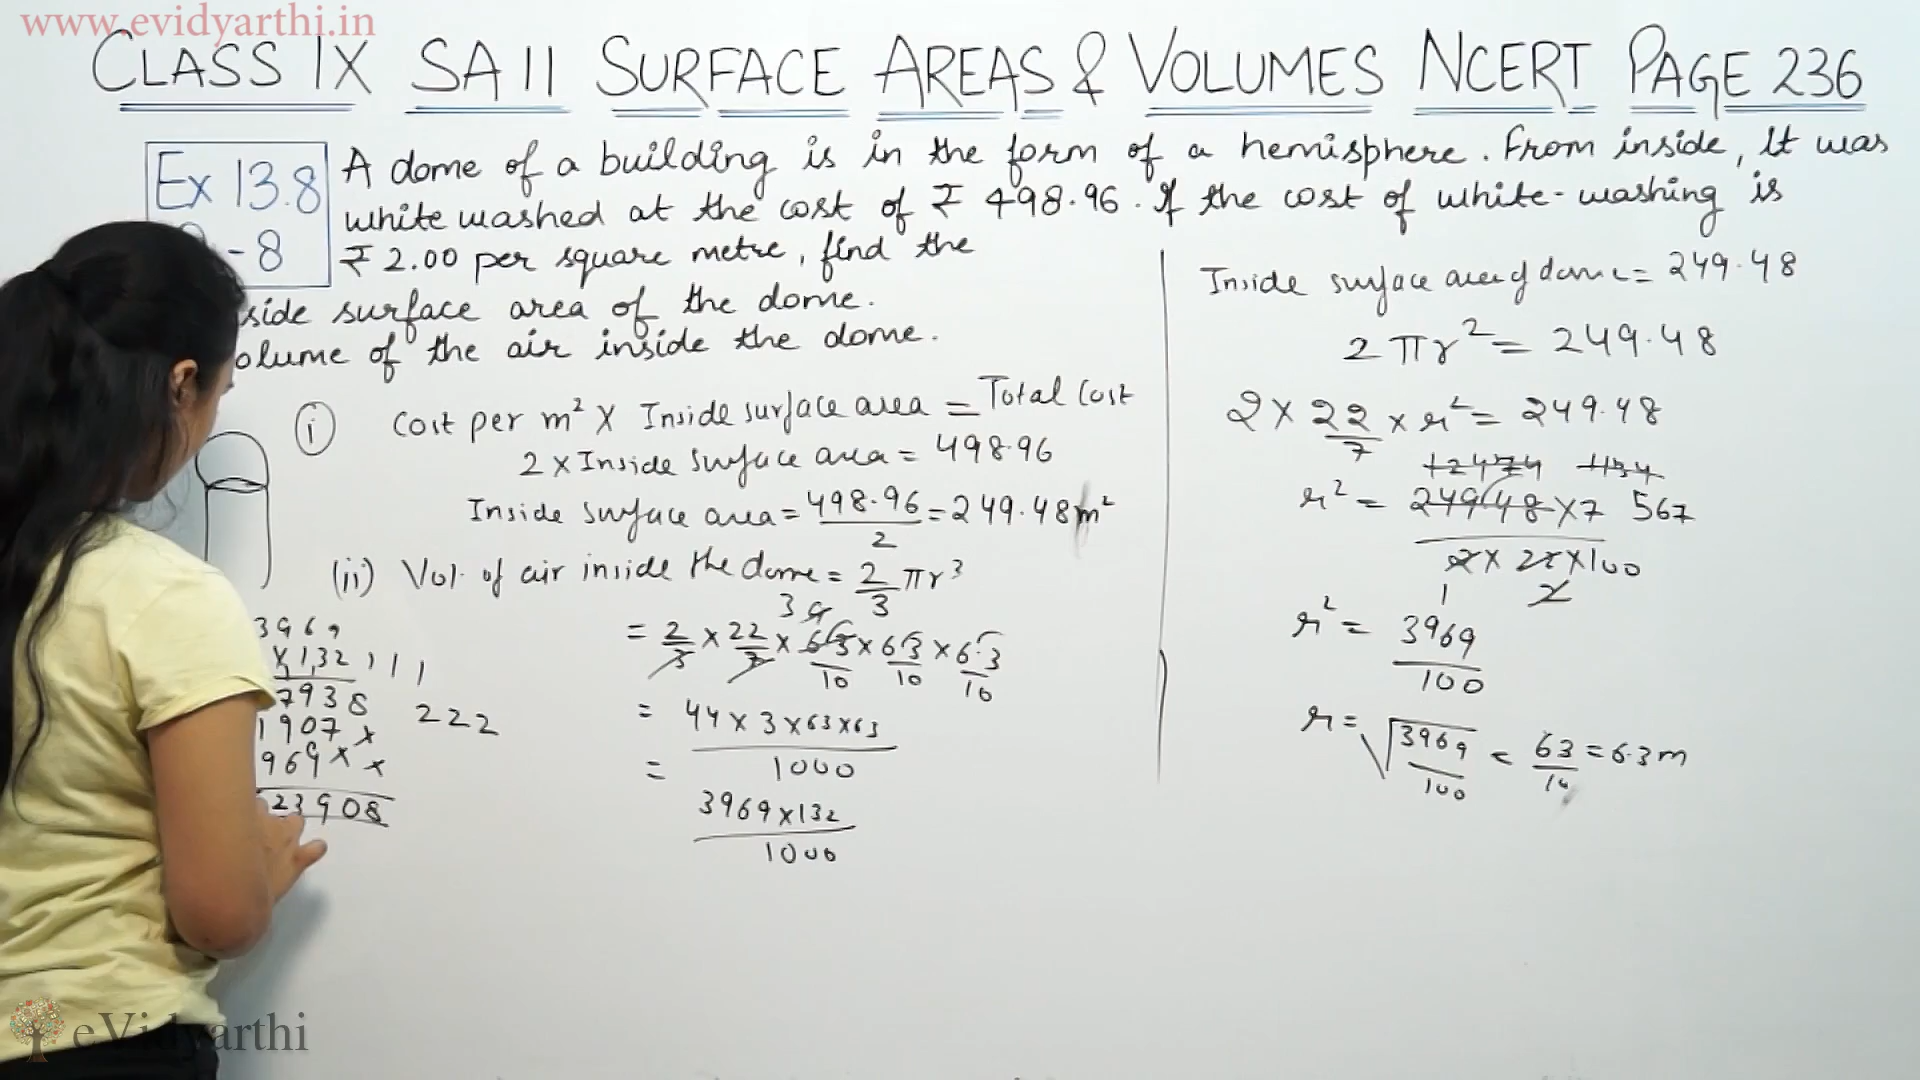 www.evidyarthi.in
CLASS IX SA II SURFACE AREAS & VOLUMES NCERT PAGE 236
Ex 13.8
-8
A dome of a building is in the form of a hemisphere. From inside, It was
white washed at the cost of ₹ 498.96. If the cost of white-washing is
₹ 2.00 per square metre, find the
side surface area of the dome.
olume of the air inside the dome.
(i) Cost per m² × Inside surface area = Total Cost
2 × Inside surface area = 498.96
Inside surface area = 498.96/2 = 249.48 m²
(ii) Vol. of air inside the dome = 2/3 πr³
3 9
= 2/3 × 22/7 × 63/10 × 63/10 × 6.3/10
= 44 × 3 × 63 × 63 / 1000
= 3969 × 132 / 1000
3969
×132 111
7938
1907× 222
969××
23908
Inside surface area of dome = 249.48
2πr² = 249.48
2 × 22/7 × r² = 249.48
12474 1134
r² = 249.48 × 7 567
2 × 22 × 100
1 2
r² = 3969/100
r = √3969/100 = 63/10 = 6.3 m
eVidyarthi